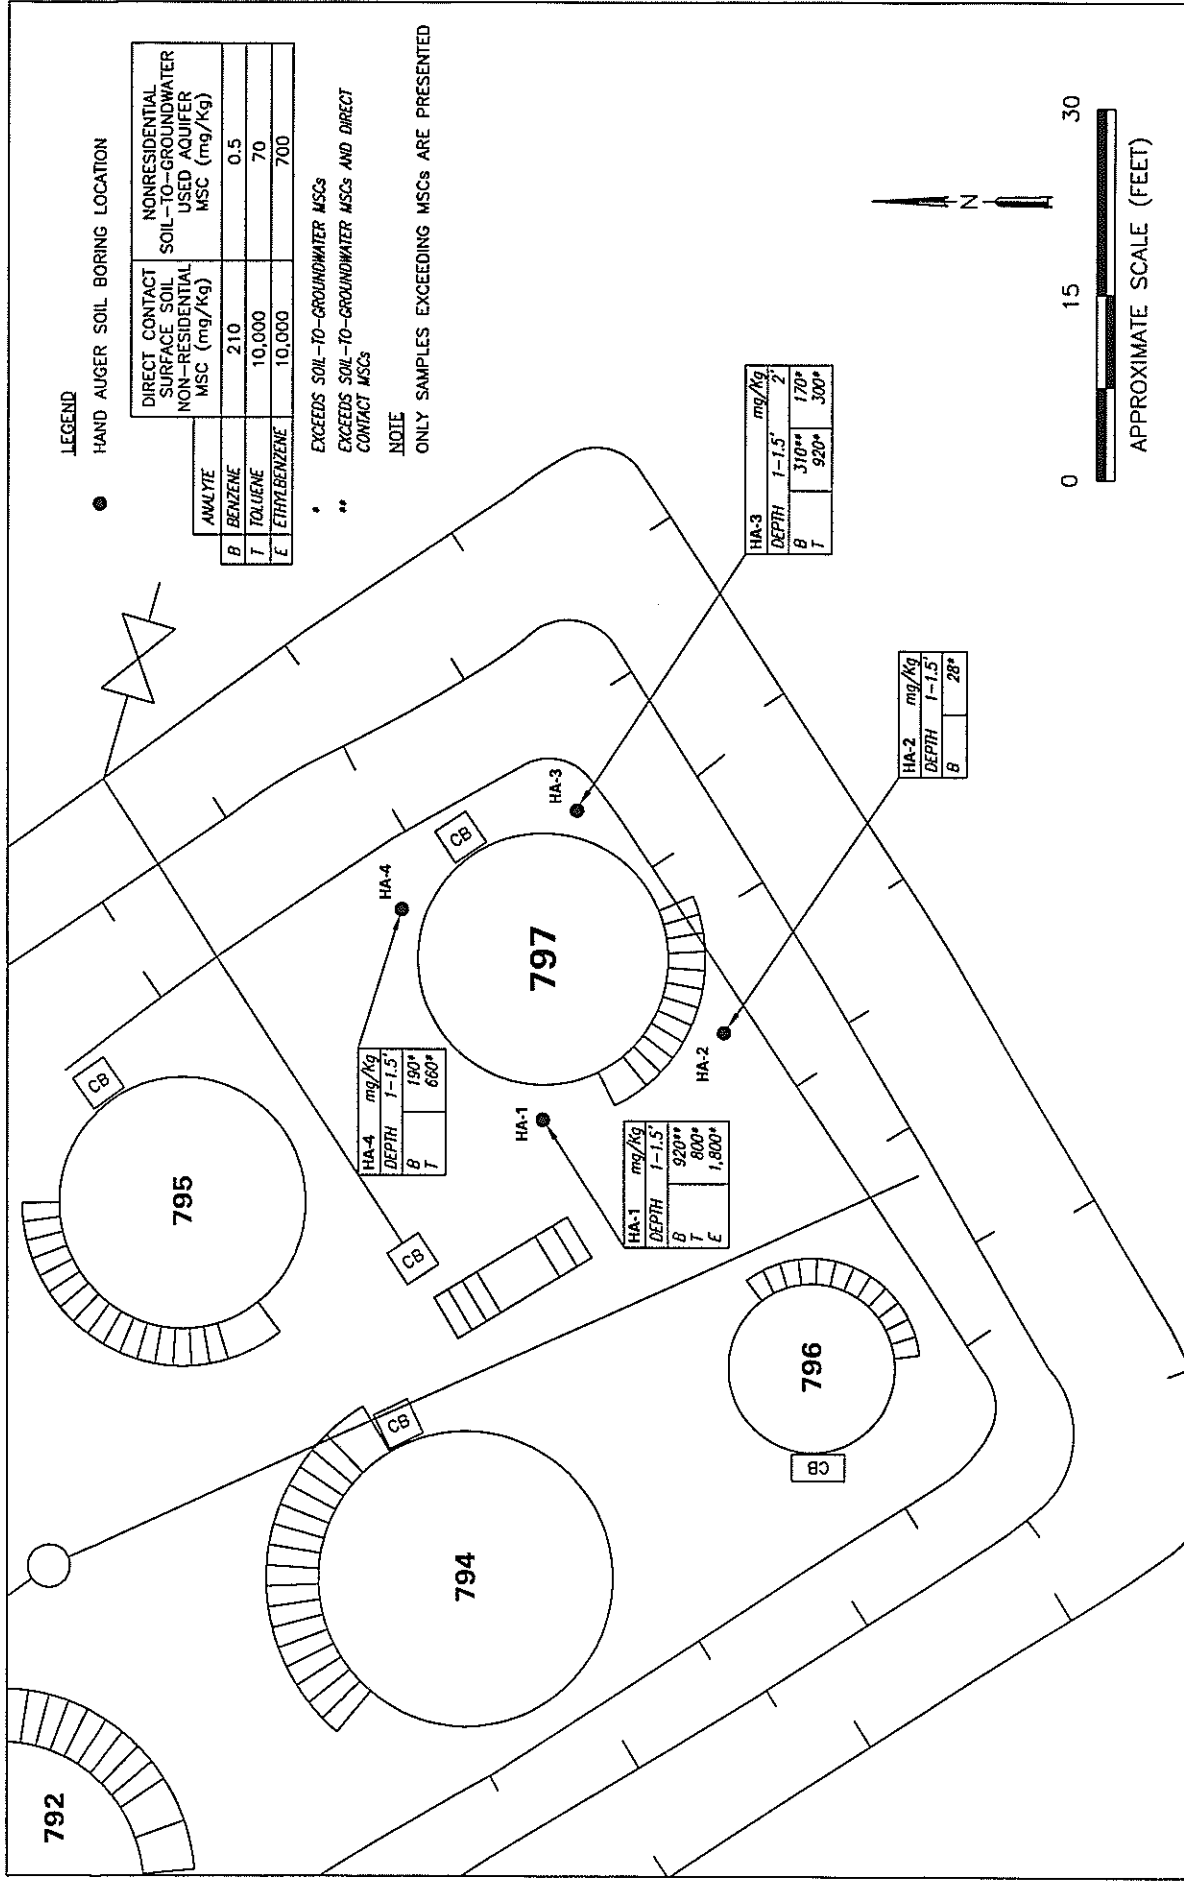 LEGEND
● HAND AUGER SOIL BORING LOCATION
ANALYTE
DIRECT CONTACT
SURFACE SOIL
NON-RESIDENTIAL
MSC (mg/Kg)
NONRESIDENTIAL
SOIL-TO-GROUNDWATER
USED AQUIFER
MSC (mg/Kg)
B BENZENE 210 0.5
T TOLUENE 10,000 70
E ETHYLBENZENE 10,000 700
* EXCEEDS SOIL-TO-GROUNDWATER MSCs
** EXCEEDS SOIL-TO-GROUNDWATER MSCs AND DIRECT
CONTACT MSCs
NOTE
ONLY SAMPLES EXCEEDING MSCs ARE PRESENTED
792
795
CB
794
CB
CB
HA-4 mg/Kg
DEPTH 1-1.5'
B 190*
T 660*
HA-4
CB
797
HA-3
HA-1
HA-1 mg/Kg
DEPTH 1-1.5'
B 920**
T 800*
E 1,800*
HA-2
796
CB
HA-3 mg/Kg
DEPTH 1-1.5' 2'
B 310** 170*
T 920* 300*
HA-2 mg/Kg
DEPTH 1-1.5'
B 28*
N
0 15 30
APPROXIMATE SCALE (FEET)